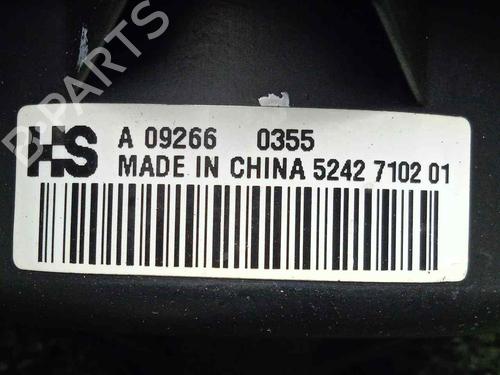 B-PARTS
HS
A 09266 0355
MADE IN CHINA 5242 7102 01